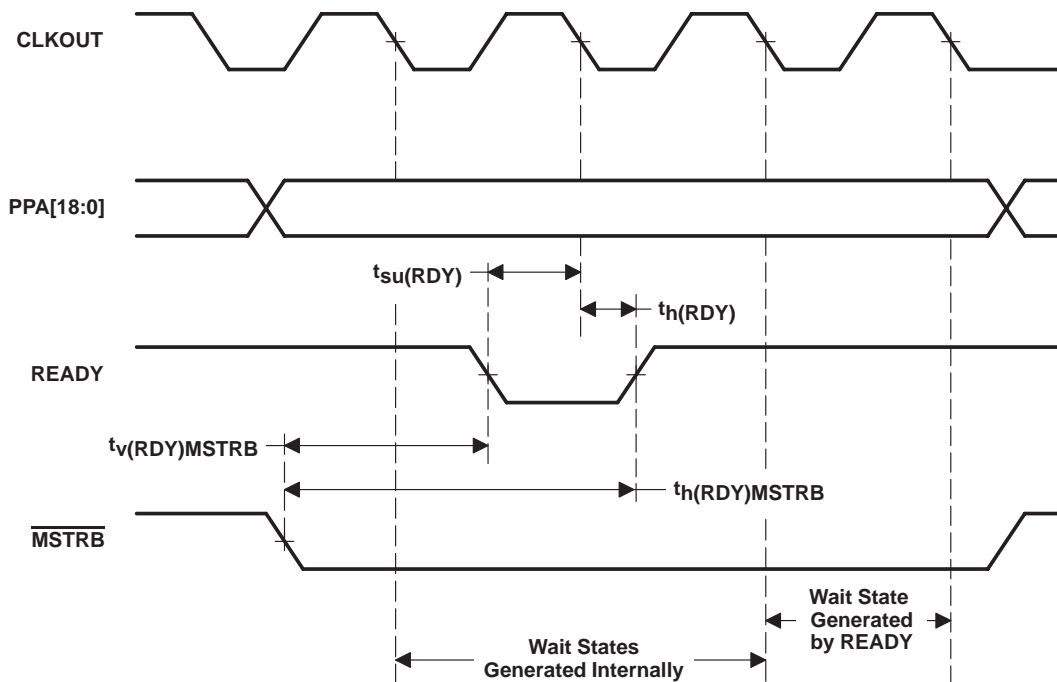 CLKOUT
PPA[18:0]
tsu(RDY)
th(RDY)
READY
tv(RDY)MSTRB
th(RDY)MSTRB
MSTRB
Wait State
Generated
by READY
Wait States
Generated Internally